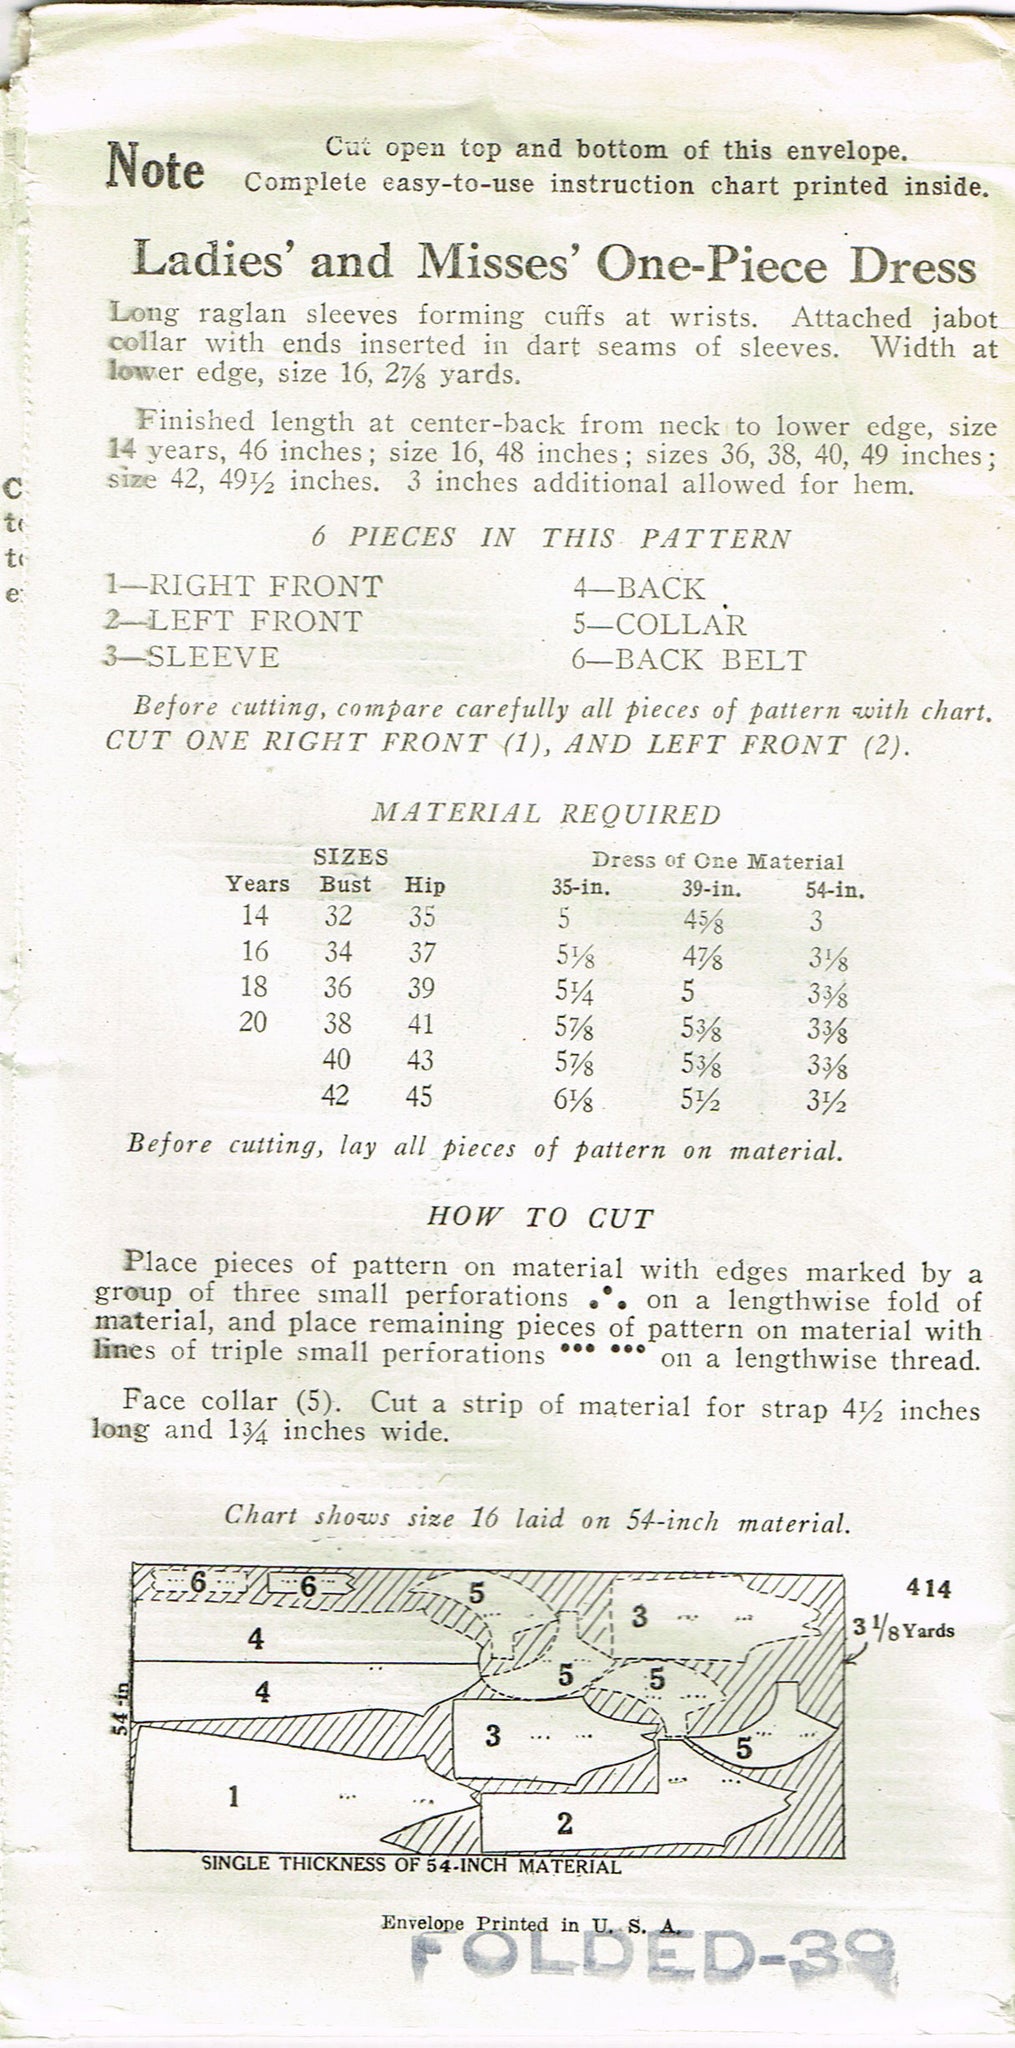 Note
Cut open top and bottom of this envelope.
Complete easy-to-use instruction chart printed inside.
Ladies' and Misses' One-Piece Dress
Long raglan sleeves forming cuffs at wrists. Attached jabot
collar with ends inserted in dart seams of sleeves. Width at
lower edge, size 16, 2⅞ yards.
Finished length at center-back from neck to lower edge, size
14 years, 46 inches; size 16, 48 inches; sizes 36, 38, 40, 49 inches;
size 42, 49½ inches. 3 inches additional allowed for hem.
6 PIECES IN THIS PATTERN
1—RIGHT FRONT 4—BACK
2—LEFT FRONT 5—COLLAR
3—SLEEVE 6—BACK BELT
Before cutting, compare carefully all pieces of pattern with chart.
CUT ONE RIGHT FRONT (1), AND LEFT FRONT (2).
MATERIAL REQUIRED
SIZES Dress of One Material
Years Bust Hip 35-in. 39-in. 54-in.
14 32 35 5 4⅝ 3
16 34 37 5⅛ 4⅞ 3⅛
18 36 39 5¼ 5 3⅜
20 38 41 5⅞ 5⅜ 3⅜
40 43 5⅞ 5⅜ 3⅜
42 45 6⅛ 5½ 3½
Before cutting, lay all pieces of pattern on material.
HOW TO CUT
Place pieces of pattern on material with edges marked by a
group of three small perforations on a lengthwise fold of
material, and place remaining pieces of pattern on material with
lines of triple small perforations ••• ••• on a lengthwise thread.
Face collar (5). Cut a strip of material for strap 4½ inches
long and 1¾ inches wide.
Chart shows size 16 laid on 54-inch material.
6 6 5 3 414
4 3⅛ Yards
4 5 5
54-in
3 5
1 2
SINGLE THICKNESS OF 54-INCH MATERIAL
Envelope Printed in U. S. A.
FOLDED-39